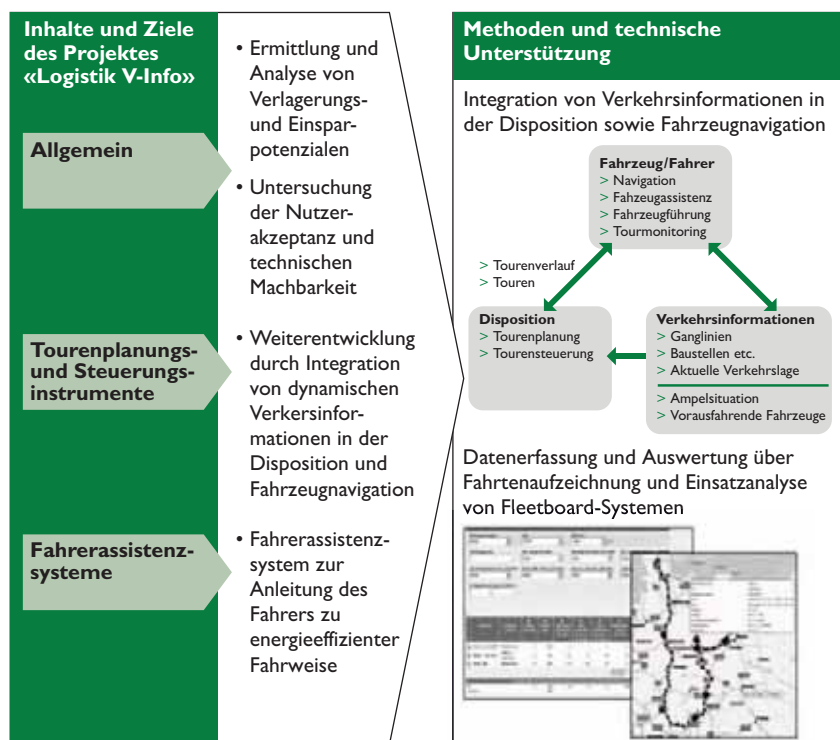 Inhalte und Ziele
des Projektes
«Logistik V-Info»
Allgemein
• Ermittlung und
Analyse von
Verlagerungs-
und Einspar-
potenzialen
• Untersuchung
der Nutzer-
akzeptanz und
technischen
Machbarkeit
Tourenplanungs-
und Steuerungs-
instrumente
• Weiterentwicklung
durch Integration
von dynamischen
Verkersinfor-
mationen in der
Disposition und
Fahrzeugnavigation
Fahrerassistenz-
systeme
• Fahrerassistenz-
system zur
Anleitung des
Fahrers zu
energieeffizienter
Fahrweise
Methoden und technische
Unterstützung
Integration von Verkehrsinformationen in
der Disposition sowie Fahrzeugnavigation
Fahrzeug/Fahrer
> Navigation
> Fahzeugassistenz
> Fahrzeugführung
> Tourmonitoring
> Tourenverlauf
> Touren
Disposition
> Tourenplanung
> Tourensteuerung
Verkehrsinformationen
> Ganglinien
> Baustellen etc.
> Aktuelle Verkehrslage
> Ampelsituation
> Vorausfahrende Fahrzeuge
Datenerfassung und Auswertung über
Fahrtenaufzeichnung und Einsatzanalyse
von Fleetboard-Systemen